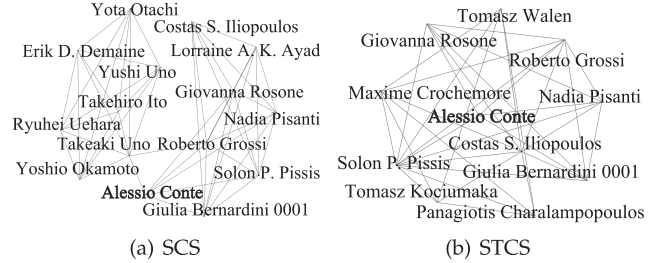 Yota Otachi
Costas S. Iliopoulos
Erik D. Demaine
Lorraine A. K. Ayad
Yushi Uno
Takehiro Ito
Giovanna Rosone
Ryuhei Uehara
Nadia Pisanti
Takeaki Uno
Roberto Grossi
Yoshio Okamoto
Solon P. Pissis
Alessio Conte
Giulia Bernardini 0001
(a) SCS
Tomasz Walen
Giovanna Rosone
Roberto Grossi
Maxime Crochemore
Nadia Pisanti
Alessio Conte
Costas S. Iliopoulos
Solon P. Pissis
Giulia Bernardini 0001
Tomasz Kociumaka
Panagiotis Charalampopoulos
(b) STCS